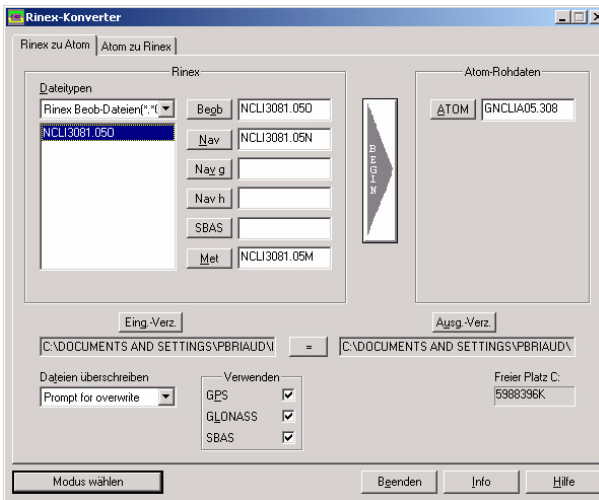 Rinex-Konverter
Rinex zu Atom
Atom zu Rinex
Rinex
Atom-Rohdaten
Dateitypen
Rinex Beob-Dateien(*.*(
Beob
NCLI3081.05O
ATOM
GNCLIA05.308
NCLI3081.05O
Nav
NCLI3081.05N
Nav g
Nav h
SBAS
Met
NCLI3081.05M
BEGIN
Eing.-Verz.
Ausg.-Verz.
C:\DOCUMENTS AND SETTINGS\PBRIAUD\I
=
C:\DOCUMENTS AND SETTINGS\PBRIAUD\
Dateien überschreiben
Prompt for overwrite
Verwenden
GPS
GLONASS
SBAS
Freier Platz C:
5988396K
Modus wählen
Beenden
Info
Hilfe